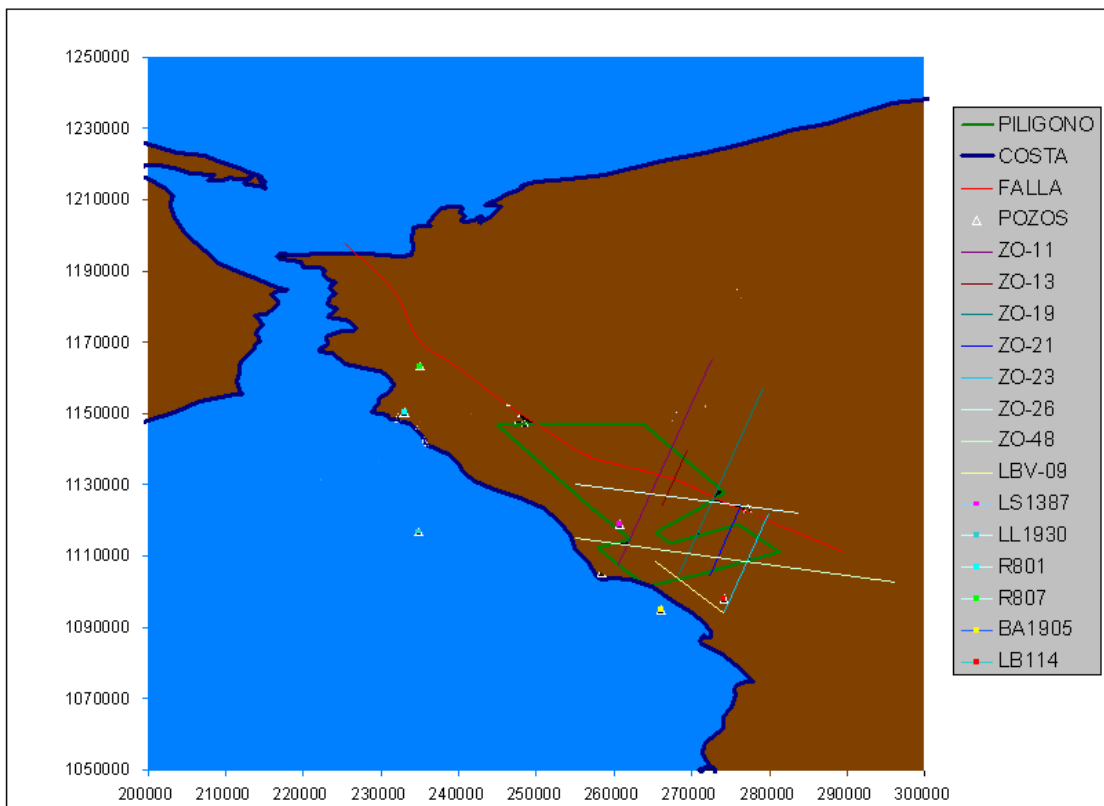 1250000
1230000
1210000
1190000
1170000
1150000
1130000
1110000
1090000
1070000
1050000
200000 210000 220000 230000 240000 250000 260000 270000 280000 290000 300000
PILIGONO
COSTA
FALLA
POZOS
ZO-11
ZO-13
ZO-19
ZO-21
ZO-23
ZO-26
ZO-48
LBV-09
LS1387
LL1930
R801
R807
BA1905
LB114